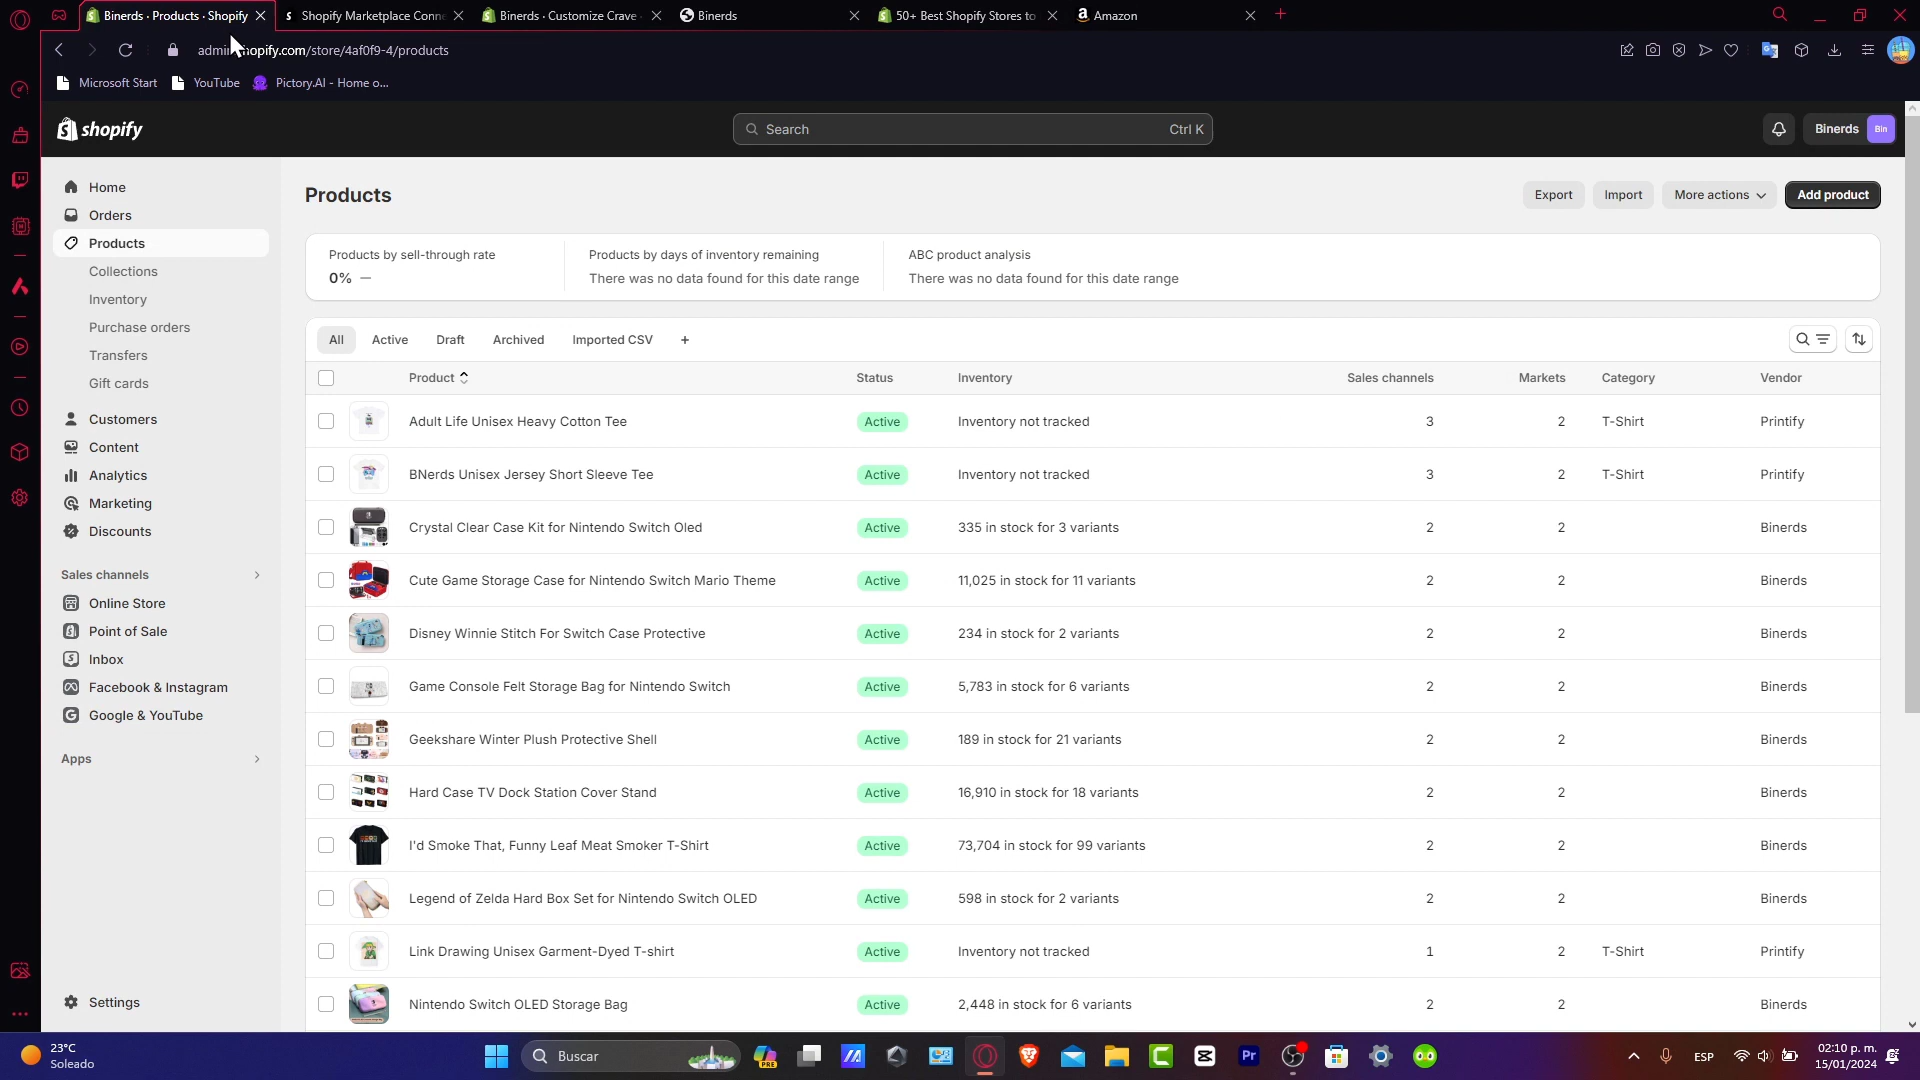 Binerds · Products · Shopify
Shopify Marketplace Conne
Binerds · Customize Crave ·
Binerds
50+ Best Shopify Stores to
Amazon
admin.shopify.com/store/4af0f9-4/products
Microsoft Start
YouTube
Pictory.AI - Home o...
shopify
Search
Ctrl K
Binerds
Bin
Home
Orders
Products
Collections
Inventory
Purchase orders
Transfers
Gift cards
Customers
Content
Analytics
Marketing
Discounts
Sales channels
Online Store
Point of Sale
Inbox
Facebook & Instagram
Google & YouTube
Apps
Settings
Products
Export
Import
More actions
Add product
Products by sell-through rate
0% —
Products by days of inventory remaining
There was no data found for this date range
ABC product analysis
There was no data found for this date range
All
Active
Draft
Archived
Imported CSV
+
Product Status Inventory Sales channels Markets Category Vendor
Adult Life Unisex Heavy Cotton Tee Active Inventory not tracked 3 2 T-Shirt Printify
BNerds Unisex Jersey Short Sleeve Tee Active Inventory not tracked 3 2 T-Shirt Printify
Crystal Clear Case Kit for Nintendo Switch Oled Active 335 in stock for 3 variants 2 2 Binerds
Cute Game Storage Case for Nintendo Switch Mario Theme Active 11,025 in stock for 11 variants 2 2 Binerds
Disney Winnie Stitch For Switch Case Protective Active 234 in stock for 2 variants 2 2 Binerds
Game Console Felt Storage Bag for Nintendo Switch Active 5,783 in stock for 6 variants 2 2 Binerds
Geekshare Winter Plush Protective Shell Active 189 in stock for 21 variants 2 2 Binerds
Hard Case TV Dock Station Cover Stand Active 16,910 in stock for 18 variants 2 2 Binerds
I'd Smoke That, Funny Leaf Meat Smoker T-Shirt Active 73,704 in stock for 99 variants 2 2 Binerds
Legend of Zelda Hard Box Set for Nintendo Switch OLED Active 598 in stock for 2 variants 2 2 Binerds
Link Drawing Unisex Garment-Dyed T-shirt Active Inventory not tracked 1 2 T-Shirt Printify
Nintendo Switch OLED Storage Bag Active 2,448 in stock for 6 variants 2 2 Binerds
23°C
Soleado
Buscar
PRE
Pr
ESP
02:10 p. m.
15/01/2024